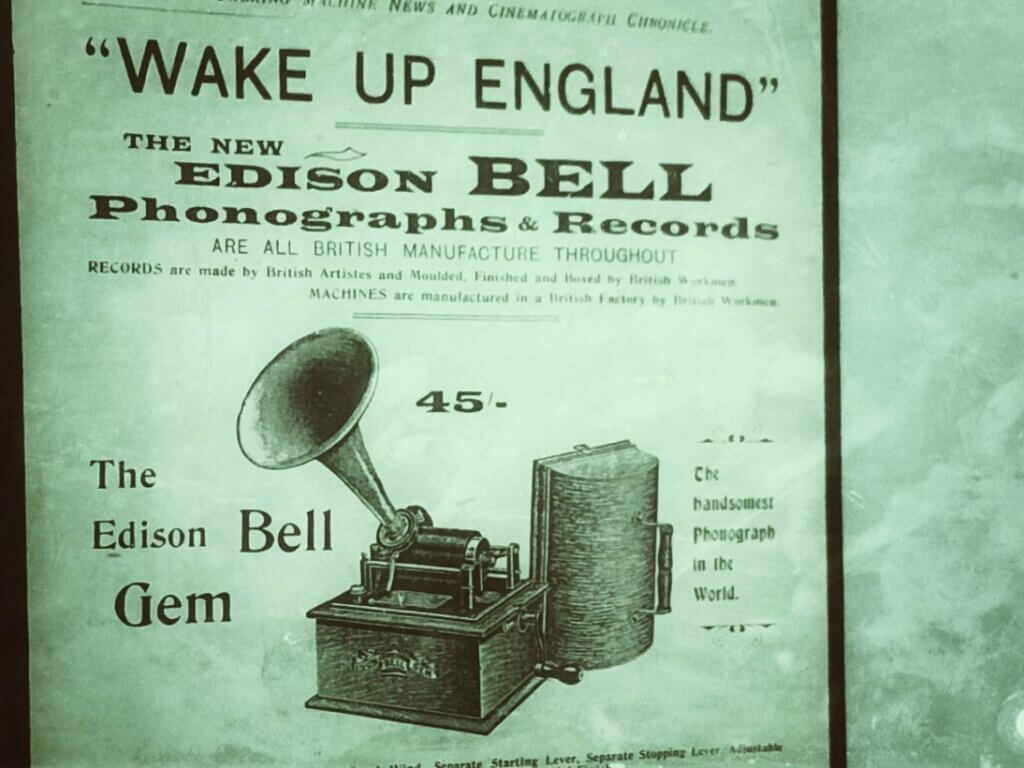 MACHINE NEWS AND CINEMATOGRAPH CHRONICLE.
"WAKE UP ENGLAND"
THE NEW
EDISON BELL
Phonographs & Records
ARE ALL BRITISH MANUFACTURE THROUGHOUT
RECORDS are made by British Artistes and Moulded, Finished and Boxed by British Workmen.
MACHINES are manufactured in a British Factory by British Workmen.
45/-
The
Edison Bell
Gem
The
handsomest
Phonograph
in the
World.
BELL
Wind, Separate Starting Lever, Separate Stopping Lever, Adjustable